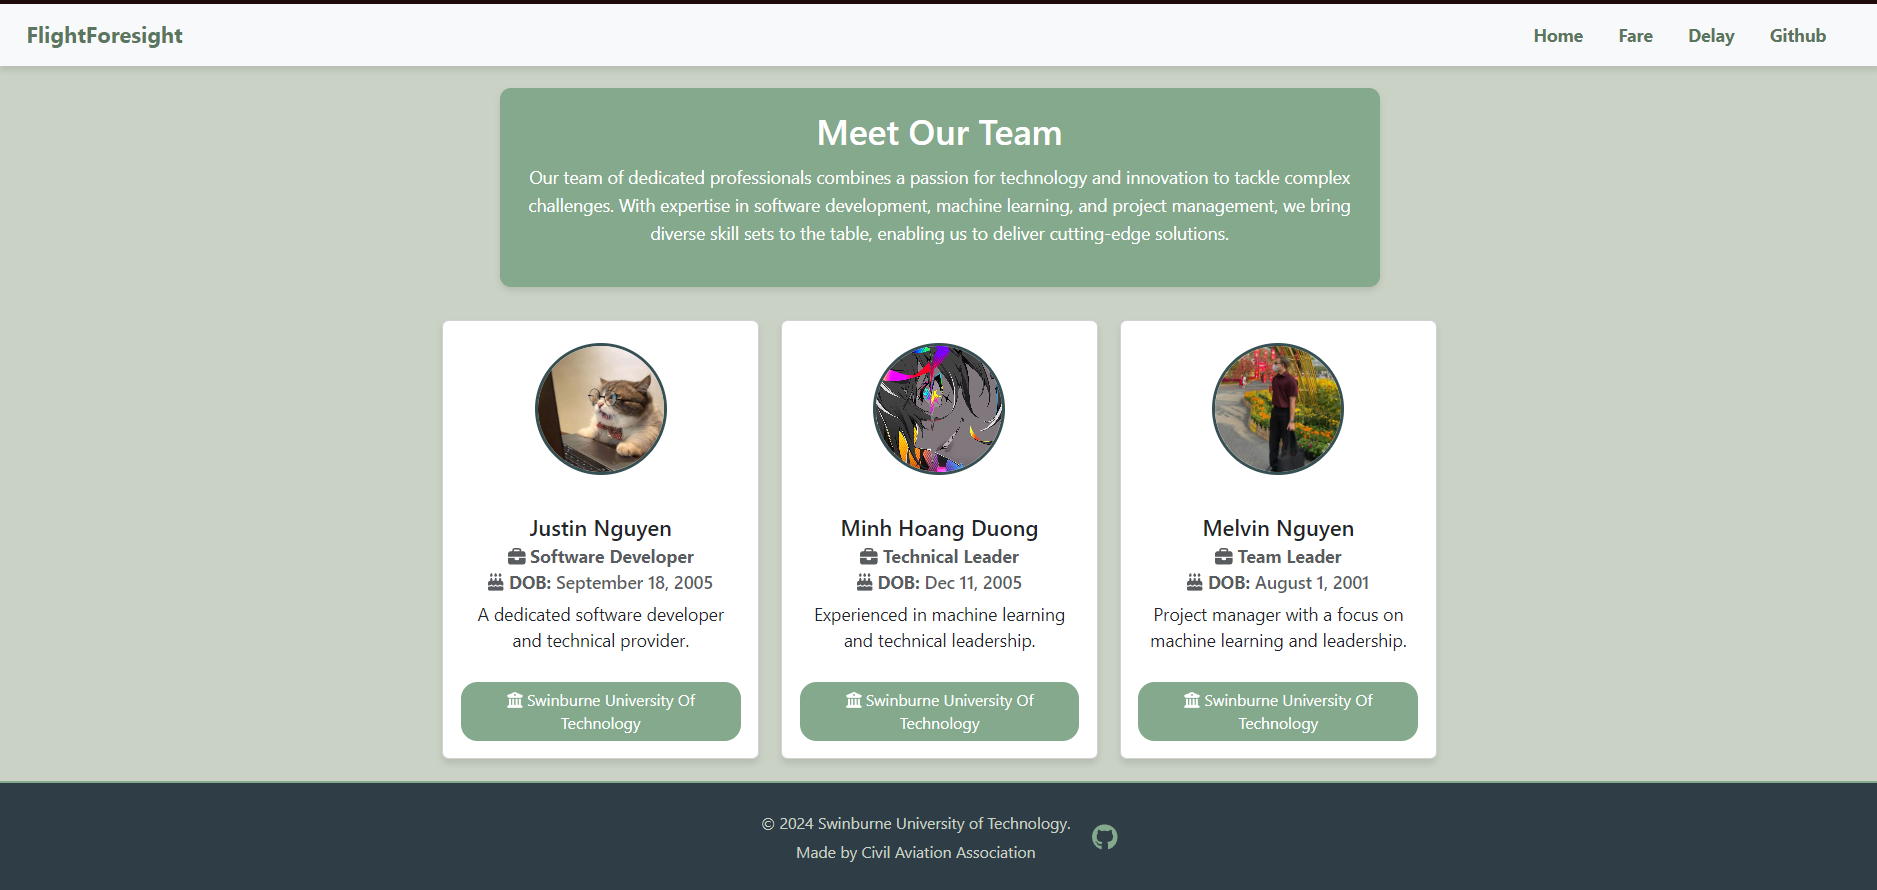 FlightForesight
Home Fare Delay Github
Meet Our Team
Our team of dedicated professionals combines a passion for technology and innovation to tackle complex
challenges. With expertise in software development, machine learning, and project management, we bring
diverse skill sets to the table, enabling us to deliver cutting-edge solutions.
Justin Nguyen
Software Developer
DOB: September 18, 2005
A dedicated software developer
and technical provider.
Swinburne University Of
Technology
Minh Hoang Duong
Technical Leader
DOB: Dec 11, 2005
Experienced in machine learning
and technical leadership.
Swinburne University Of
Technology
Melvin Nguyen
Team Leader
DOB: August 1, 2001
Project manager with a focus on
machine learning and leadership.
Swinburne University Of
Technology
© 2024 Swinburne University of Technology.
Made by Civil Aviation Association